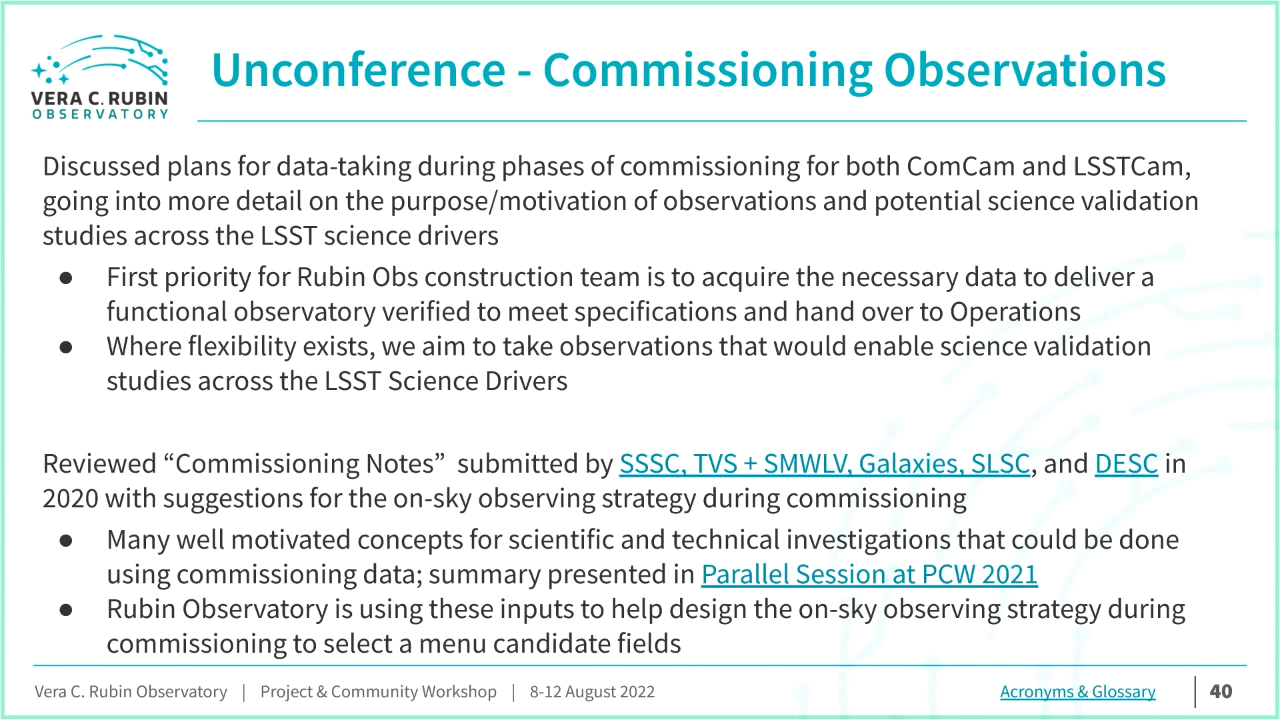 VERA C. RUBIN
OBSERVATORY
Unconference - Commissioning Observations
Discussed plans for data-taking during phases of commissioning for both ComCam and LSSTCam,
going into more detail on the purpose/motivation of observations and potential science validation
studies across the LSST science drivers
● First priority for Rubin Obs construction team is to acquire the necessary data to deliver a
functional observatory verified to meet specifications and hand over to Operations
● Where flexibility exists, we aim to take observations that would enable science validation
studies across the LSST Science Drivers
Reviewed “Commissioning Notes”  submitted by SSSC, TVS + SMWLV, Galaxies, SLSC, and DESC in
2020 with suggestions for the on-sky observing strategy during commissioning
● Many well motivated concepts for scientific and technical investigations that could be done
using commissioning data; summary presented in Parallel Session at PCW 2021
● Rubin Observatory is using these inputs to help design the on-sky observing strategy during
commissioning to select a menu candidate fields
Vera C. Rubin Observatory | Project & Community Workshop | 8-12 August 2022 Acronyms & Glossary | 40